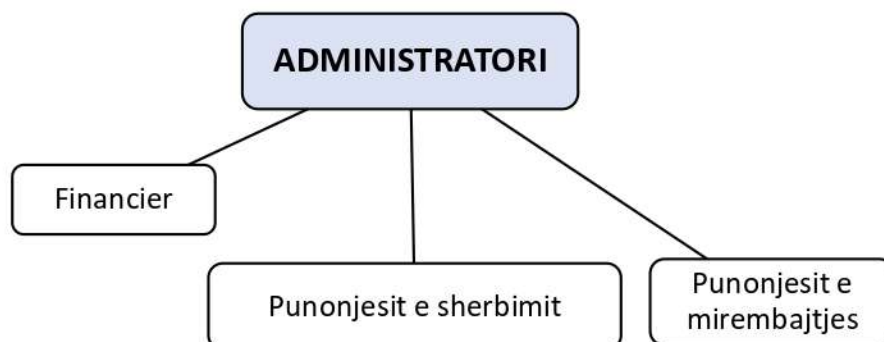 ADMINISTRATORI
Financier
Punonjesit e sherbimit
Punonjesit e
mirembajtjes